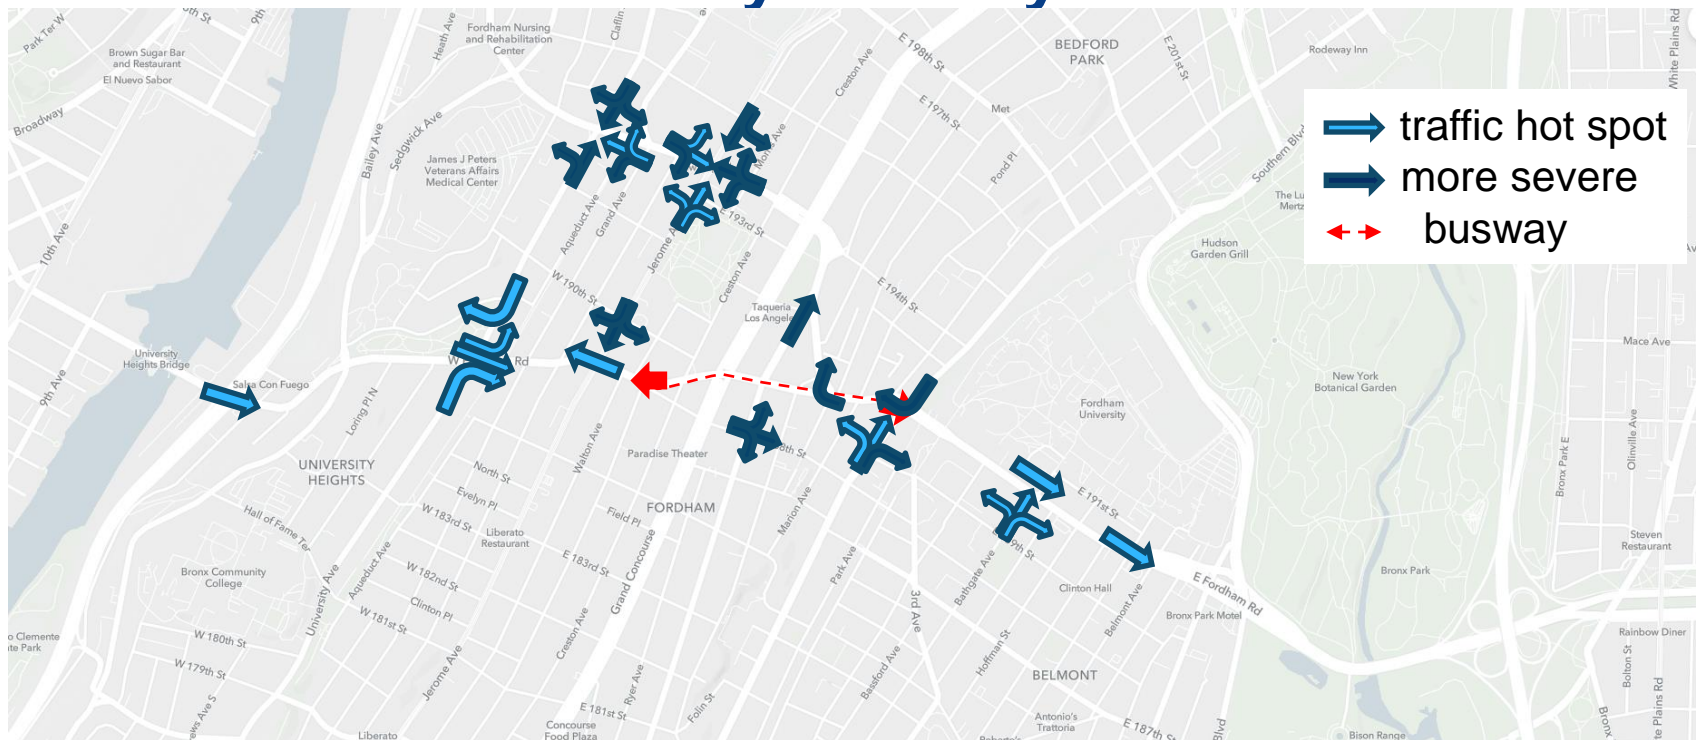 traffic hot spot
more severe
busway
Park Ter W
9th
Brown Sugar Bar
and Restaurant
El Nuevo Sabor
Broadway
10th Ave
9th Ave
Heath Ave
Fordham Nursing
and Rehabilitation
Center
Bailey Ave
Sedgwick Ave
James J Peters
Veterans Affairs
Medical Center
Aqueduct Ave
Grand Ave
E 193rd St
Creston Ave
W 190th St
E 198th St
Creston Ave
E 197th St
Met
Pond Pl
BEDFORD
PARK
E 201st St
Rodeway Inn
White Plains Rd
Southern Blvd
Hudson
Garden Grill
E 194th St
Taqueria
University
Heights Bridge
Salsa Con Fuego
Rd
Loring Pl N
UNIVERSITY
HEIGHTS
Walton Ave
Paradise Theater
FORDHAM
Marion Ave
Fordham
University
New York
Botanical Garden
Mace Ave
Olinville Ave
Bronx Park E
Hall of Fame Ter
North St
Evelyn Pl
W 183rd St
Liberato
Restaurant
Field Pl
E 183rd St
Grand Concourse
Park Ave
3rd Ave
E 191st St
Bathgate Ave
Clinton Hall
Belmont Ave
E Fordham Rd
Bronx Park Motel
Bronx Park
Steven
Restaurant
Bronx Community
College
University Ave
Aqueduct Ave
W 182nd St
Clinton Pl
W 181st St
W 180th St
W 179th St
Jerome Ave
Creston Ave
Ryer Ave
E 181st St
Folin St
Bassford Ave
Hoffman St
BELMONT
Antonio's
Trattoria
E 187th St
Bison Range
Rainbow Diner
Bolton St
Concourse
Food Plaza
Liberato